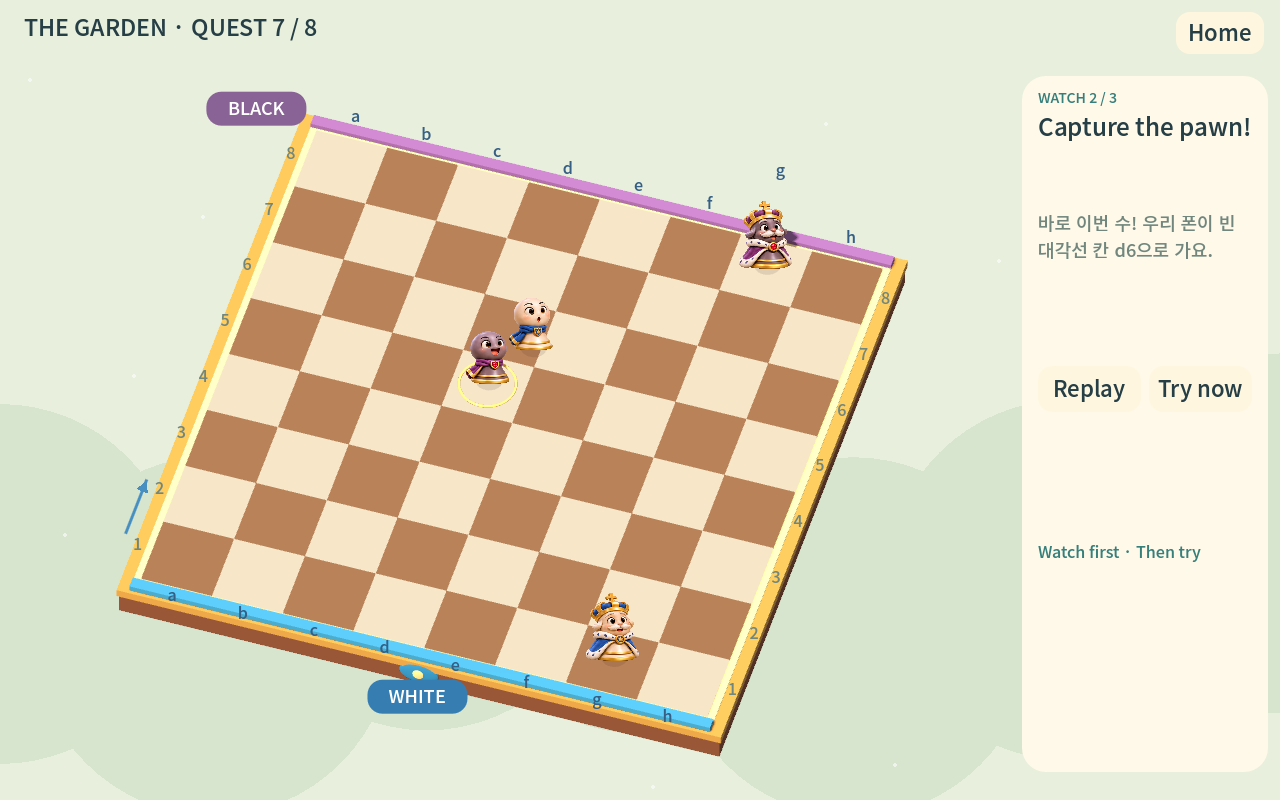 THE GARDEN · QUEST 7 / 8
Home
BLACK
a b c d e f g h
8
7
6
5
4
3
2
1
8
7
6
5
4
3
2
1
a b c d e f g h
WHITE
WATCH 2 / 3
Capture the pawn!
바로 이번 수! 우리 폰이 빈
대각선 칸 d6으로 가요.
Replay
Try now
Watch first · Then try